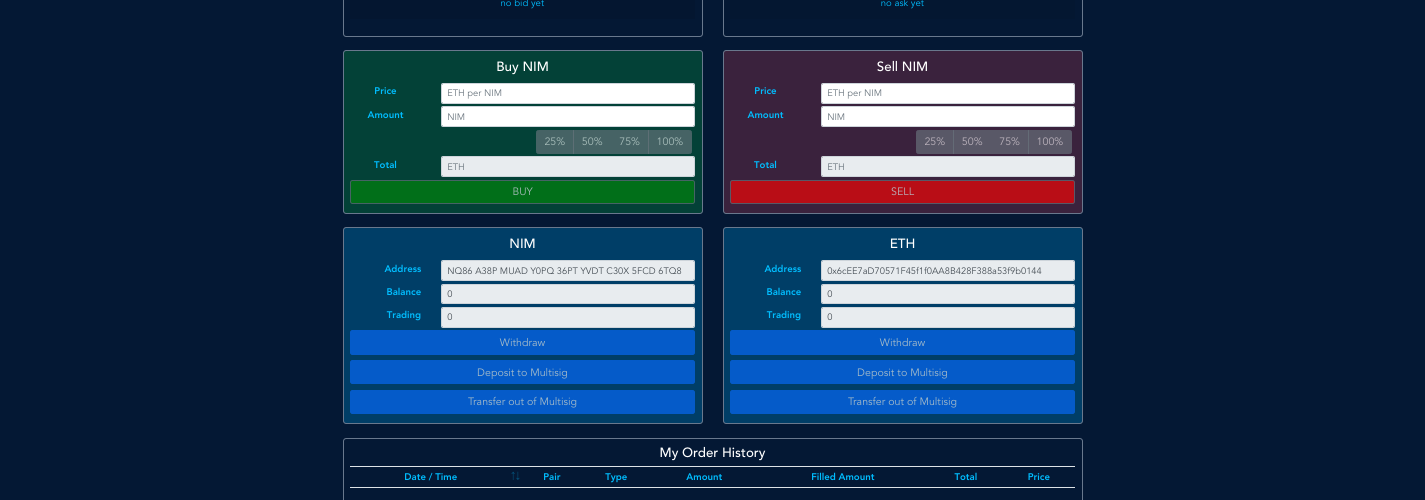 no bid yet
no ask yet
Buy NIM
Price
ETH per NIM
Amount
NIM
25% 50% 75% 100%
Total
ETH
BUY
Sell NIM
Price
ETH per NIM
Amount
NIM
25% 50% 75% 100%
Total
ETH
SELL
NIM
Address
NQ86 A38P MUAD Y0PQ 36PT YVDT C30X 5FCD 6TQ8
Balance
0
Trading
0
Withdraw
Deposit to Multisig
Transfer out of Multisig
ETH
Address
0x6cEE7aD70571F45f1f0AA8B428F388a53f9b0144
Balance
0
Trading
0
Withdraw
Deposit to Multisig
Transfer out of Multisig
My Order History
Date / Time Pair Type Amount Filled Amount Total Price